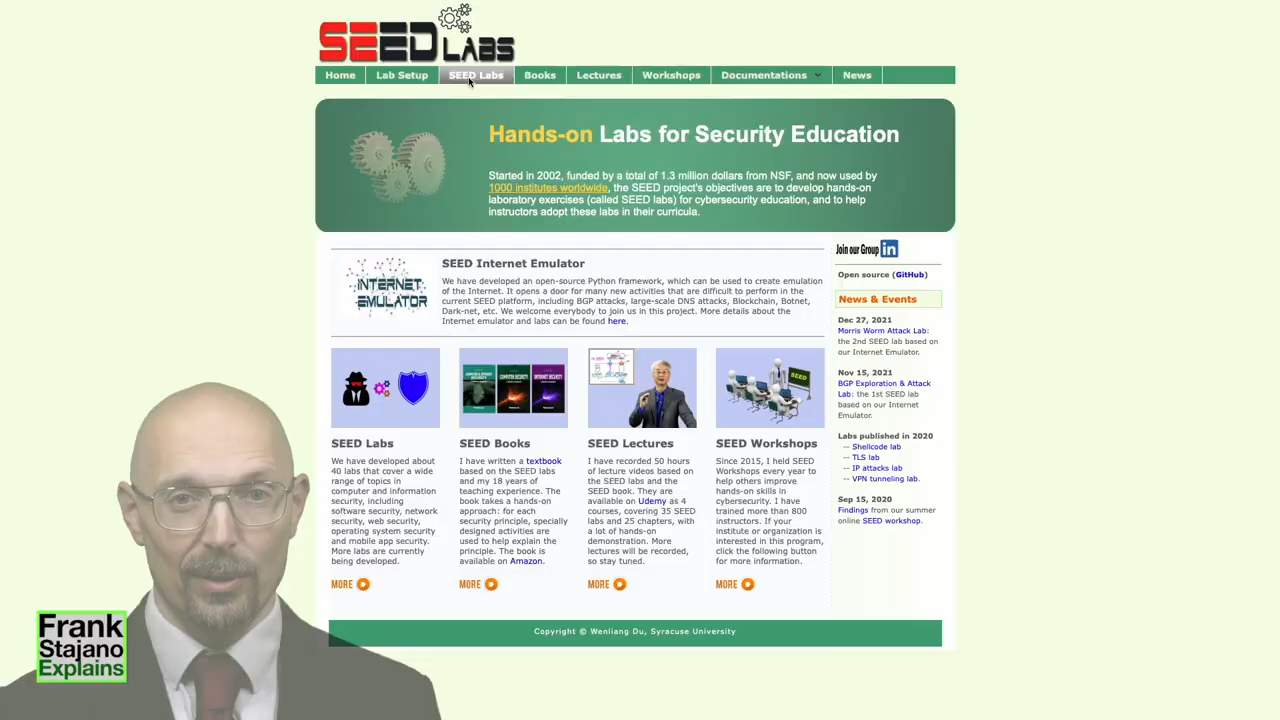 SEED LABS
Home
Lab Setup
SEED Labs
Books
Lectures
Workshops
Documentations
News
Hands-on Labs for Security Education
Started in 2002, funded by a total of 1.3 million dollars from NSF, and now used by
1000 institutes worldwide, the SEED project's objectives are to develop hands-on
laboratory exercises (called SEED labs) for cybersecurity education, and to help
instructors adopt these labs in their curricula.
INTERNET
EMULATOR
SEED Internet Emulator
We have developed an open-source Python framework, which can be used to create emulation
of the Internet. It opens a door for many new activities that are difficult to perform in the
current SEED platform, including BGP attacks, large-scale DNS attacks, Blockchain, Botnet,
Dark-net, etc. We welcome everybody to join us in this project. More details about the
Internet emulator and labs can be found here.
SEED Labs
We have developed about
40 labs that cover a wide
range of topics in
computer and information
security, including
software security, network
security, web security,
operating system security
and mobile app security.
More labs are currently
being developed.
MORE
SEED Books
I have written a textbook
based on the SEED labs
and my 18 years of
teaching experience. The
book takes a hands-on
approach: for each
security principle, specially
designed activities are
used to help explain the
principle. The book is
available on Amazon.
MORE
SEED Lectures
I have recorded 50 hours
of lecture videos based on
the SEED labs and the
SEED book. They are
available on Udemy as 4
courses, covering 35 SEED
labs and 25 chapters, with
a lot of hands-on
demonstration. More
lectures will be recorded,
so stay tuned.
MORE
SEED
SEED Workshops
Since 2015, I held SEED
Workshops every year to
help others improve
hands-on skills in
cybersecurity. I have
trained more than 800
instructors. If your
institute or organization is
interested in this program,
click the following button
for more information.
MORE
Join our Group in
Open source (GitHub)
News & Events
Dec 27, 2021
Morris Worm Attack Lab:
the 2nd SEED lab based on
our Internet Emulator.
Nov 15, 2021
BGP Exploration & Attack
Lab: the 1st SEED lab
based on our Internet
Emulator.
Labs published in 2020
-- Shellcode lab
-- TLS lab
-- IP attacks lab
-- VPN tunneling lab.
Sep 15, 2020
Findings from our summer
online SEED workshop.
Copyright © Wenliang Du, Syracuse University
Frank
Stajano
Explains